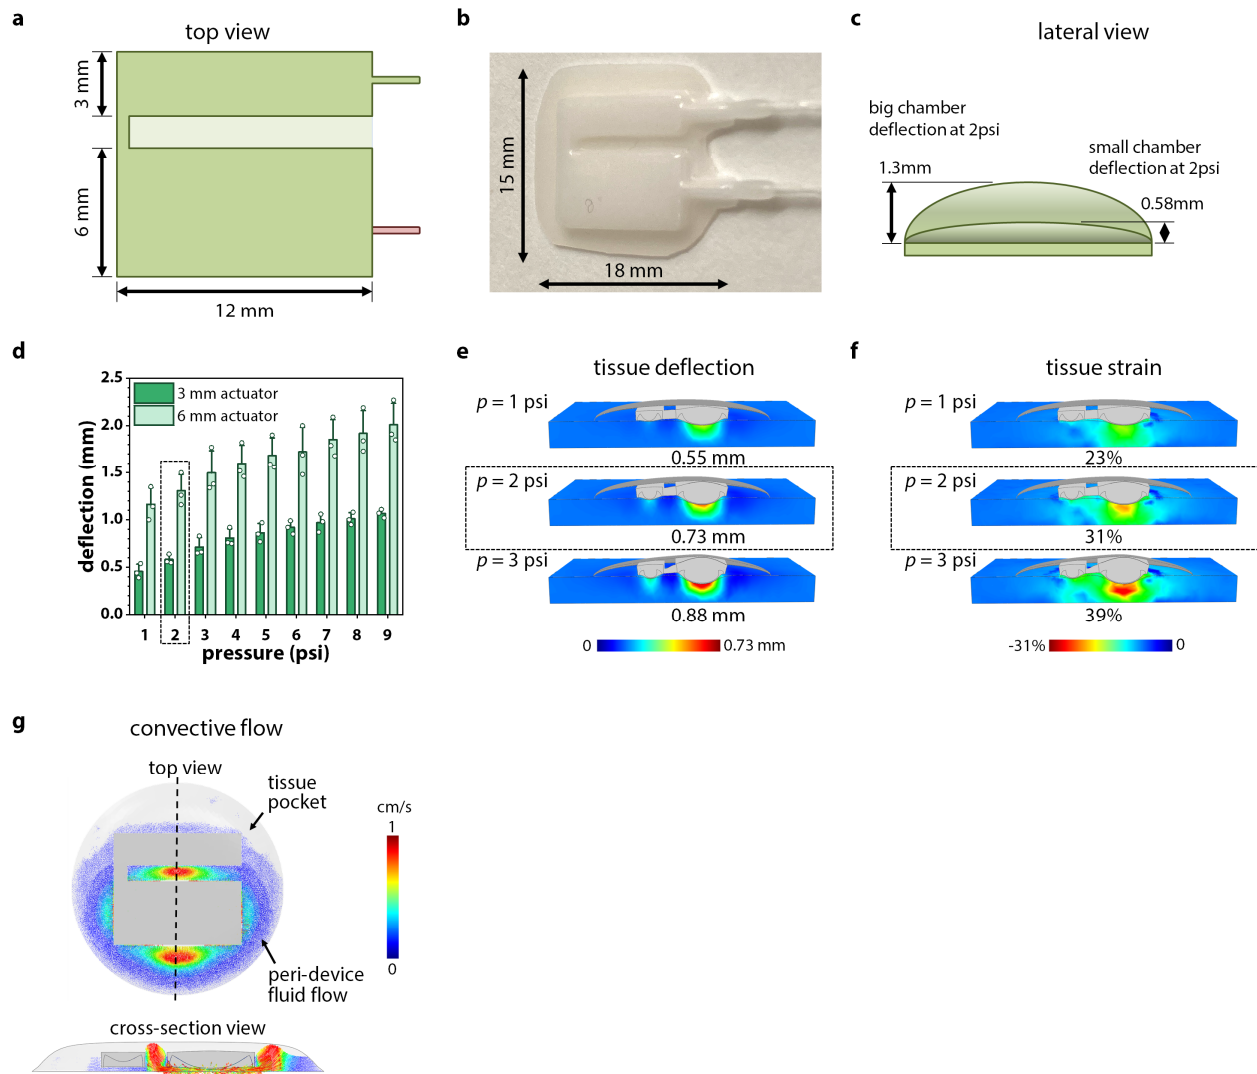 a
top view
3 mm
6 mm
12 mm
b
15 mm
18 mm
c
lateral view
big chamber
deflection at 2psi
1.3mm
small chamber
deflection at 2psi
0.58mm
d
deflection (mm)
2.5
2.0
1.5
1.0
0.5
0.0
3 mm actuator
6 mm actuator
1 2 3 4 5 6 7 8 9
pressure (psi)
e
tissue deflection
p = 1 psi
0.55 mm
p = 2 psi
0.73 mm
p = 3 psi
0.88 mm
0 0.73 mm
f
tissue strain
p = 1 psi
23%
p = 2 psi
31%
p = 3 psi
39%
-31% 0
g
convective flow
top view
tissue
pocket
cm/s
1
0
peri-device
fluid flow
cross-section view